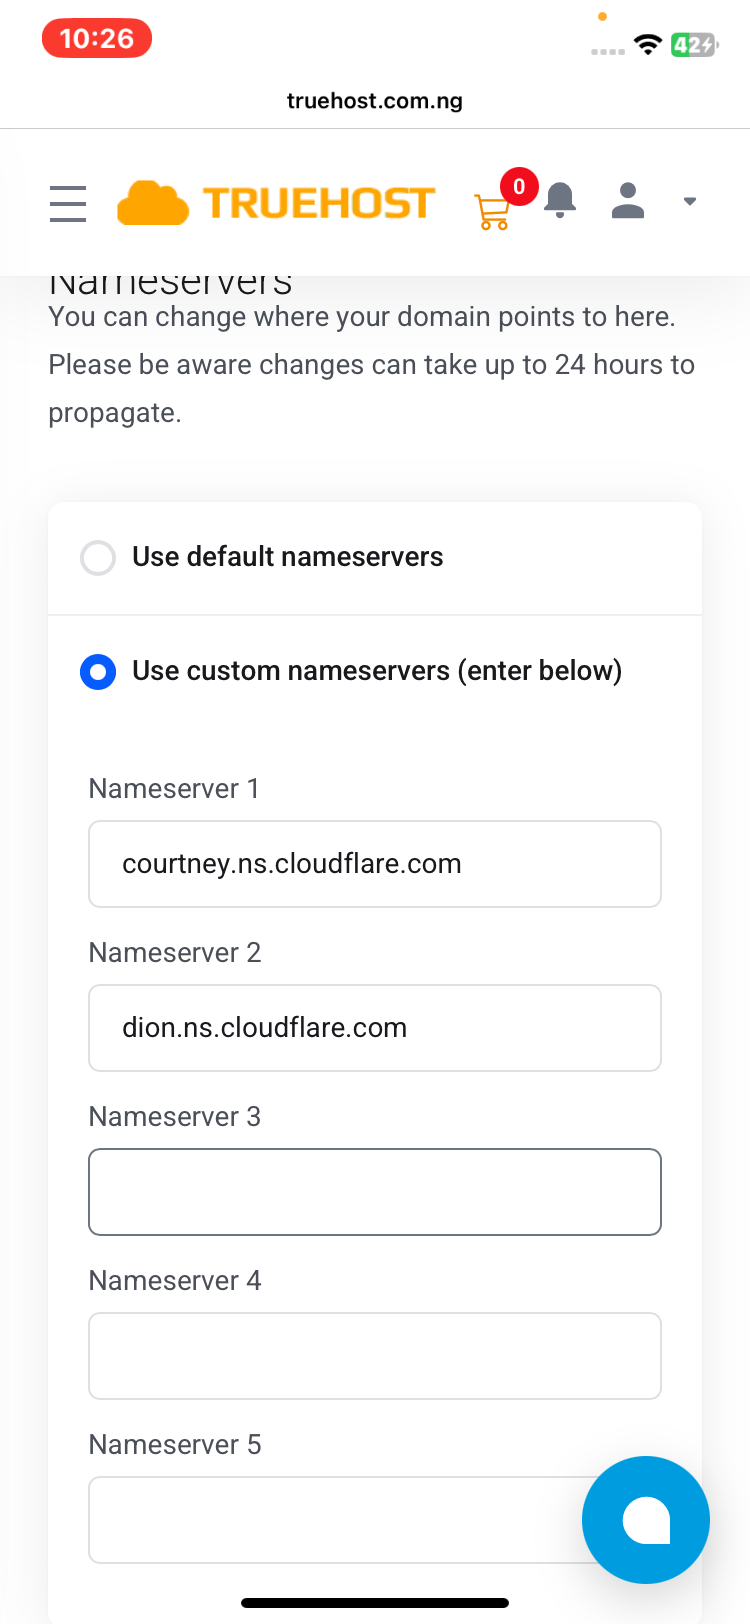 10:26
42
truehost.com.ng
TRUEHOST
0
Nameservers
You can change where your domain points to here.
Please be aware changes can take up to 24 hours to
propagate.
Use default nameservers
Use custom nameservers (enter below)
Nameserver 1
courtney.ns.cloudflare.com
Nameserver 2
dion.ns.cloudflare.com
Nameserver 3
Nameserver 4
Nameserver 5